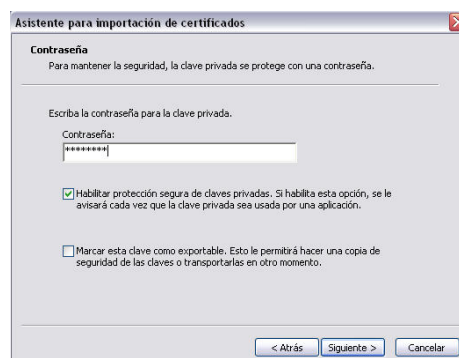 Asistente para importación de certificados
Contraseña
Para mantener la seguridad, la clave privada se protege con una contraseña.
Escriba la contraseña para la clave privada.
Contraseña:
********
Habilitar protección segura de claves privadas. Si habilita esta opción, se le
avisará cada vez que la clave privada sea usada por una aplicación.
Marcar esta clave como exportable. Esto le permitirá hacer una copia de
seguridad de las claves o transportarlas en otro momento.
< Atrás Siguiente > Cancelar